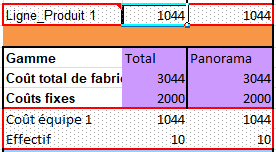 Ligne_Produit 1 1044 1044
Gamme Total Panorama
Coût total de fabri 3044 3044
Coûts fixes 2000 2000
Coût équipe 1 1044 1044
Effectif 10 10